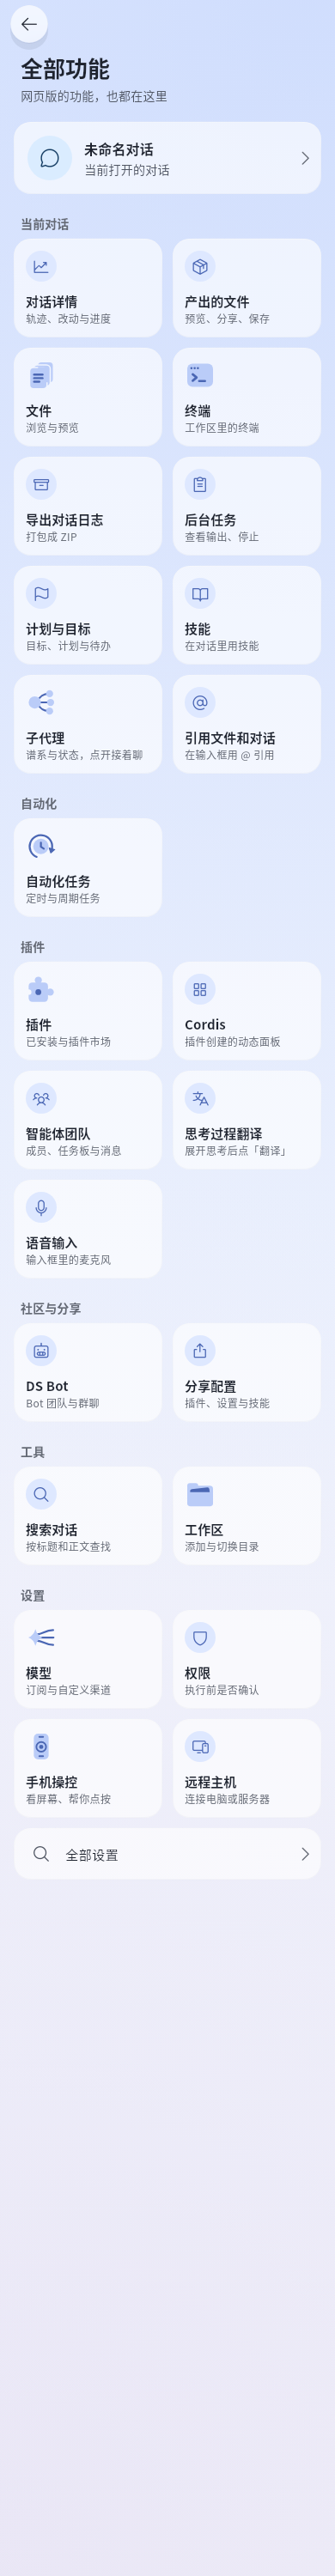 全部功能
网页版的功能，也都在这里
未命名对话
当前打开的对话
当前对话
对话详情
轨迹、改动与进度
产出的文件
预览、分享、保存
文件
浏览与预览
终端
工作区里的终端
导出对话日志
打包成 ZIP
后台任务
查看输出、停止
计划与目标
目标、计划与待办
技能
在对话里用技能
子代理
谱系与状态，点开接着聊
引用文件和对话
在输入框用 @ 引用
自动化
自动化任务
定时与周期任务
插件
插件
已安装与插件市场
Cordis
插件创建的动态面板
智能体团队
成员、任务板与消息
思考过程翻译
展开思考后点「翻译」
语音输入
输入框里的麦克风
社区与分享
DS Bot
Bot 团队与群聊
分享配置
插件、设置与技能
工具
搜索对话
按标题和正文查找
工作区
添加与切换目录
设置
模型
订阅与自定义渠道
权限
执行前是否确认
手机操控
看屏幕、帮你点按
远程主机
连接电脑或服务器
全部设置